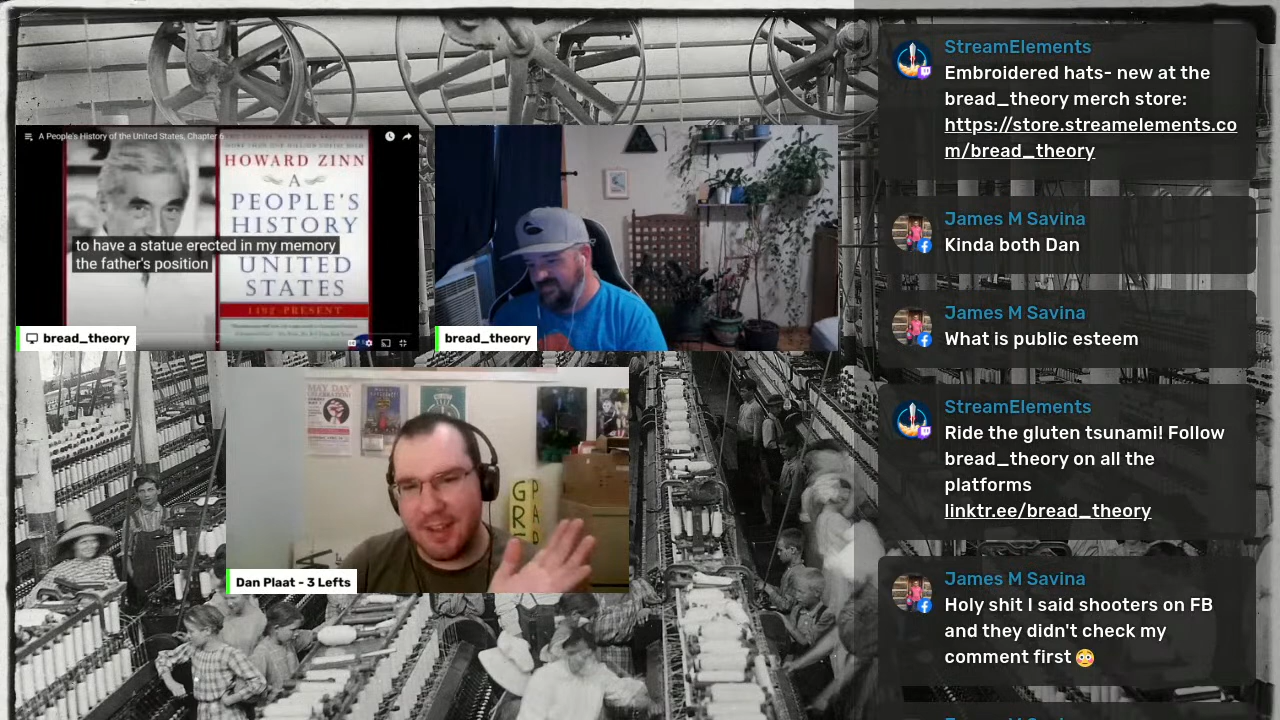 A People's History of the United States, Chapter 6
HOWARD ZINN
A
PEOPLE'S
HISTORY
UNITED
STATES
1492-PRESENT
to have a statue erected in my memory
the father's position
bread_theory
bread_theory
MAY DAY
Dan Plaat - 3 Lefts
StreamElements
Embroidered hats- new at the
bread_theory merch store:
https://store.streamelements.co
m/bread_theory
James M Savina
Kinda both Dan
James M Savina
What is public esteem
StreamElements
Ride the gluten tsunami! Follow
bread_theory on all the
platforms
linktr.ee/bread_theory
James M Savina
Holy shit I said shooters on FB
and they didn't check my
comment first 😳